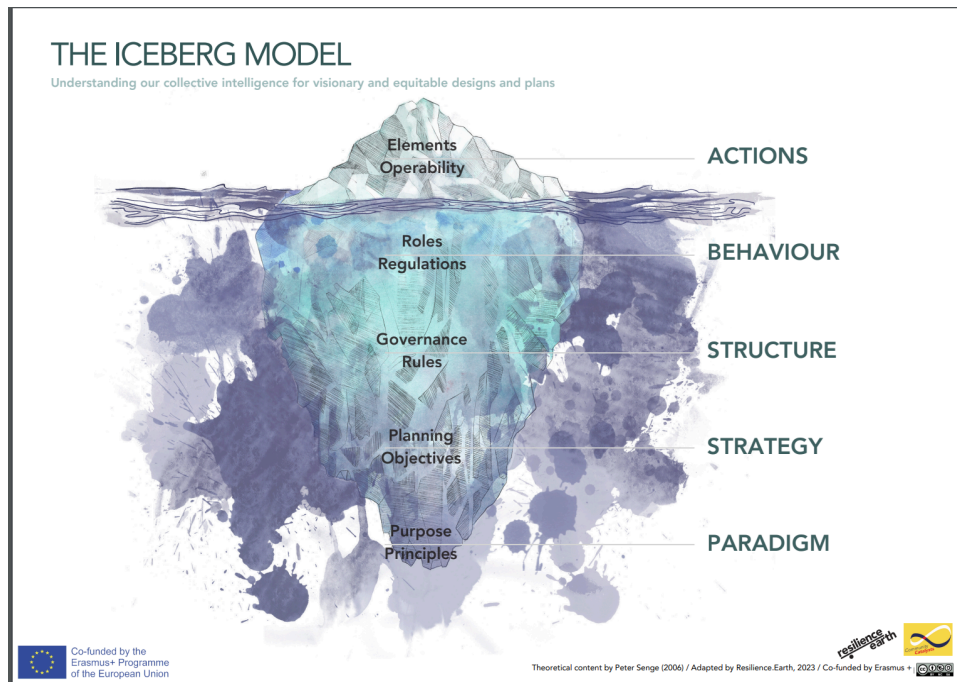 THE ICEBERG MODEL
Understanding our collective intelligence for visionary and equitable designs and plans
Elements
Operability
ACTIONS
Roles
Regulations
BEHAVIOUR
Governance
Rules
STRUCTURE
Planning
Objectives
STRATEGY
Purpose
Principles
PARADIGM
Co-funded by the
Erasmus+ Programme
of the European Union
resilience
earth
Community
Catalysts
Theoretical content by Peter Senge (2006) / Adapted by Resilience.Earth, 2023 / Co-funded by Erasmus +